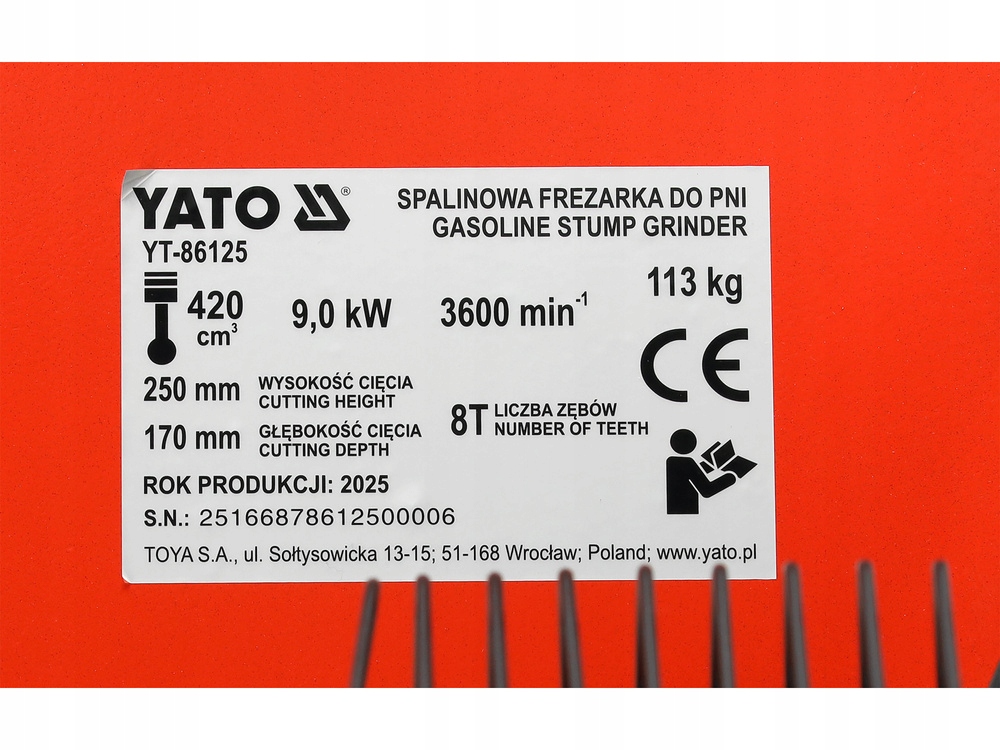 YATO ®
SPALINOWA FREZARKA DO PNI
GASOLINE STUMP GRINDER
YT-86125
113 kg
420 cm³
9,0 kW
3600 min⁻¹
CE
250 mm WYSOKOŚĆ CIĘCIA
CUTTING HEIGHT
8T LICZBA ZĘBÓW
NUMBER OF TEETH
170 mm GŁĘBOKOŚĆ CIĘCIA
CUTTING DEPTH
ROK PRODUKCJI: 2025
S.N.: 25166878612500006
TOYA S.A., ul. Sołtysowicka 13-15; 51-168 Wrocław; Poland; www.yato.pl